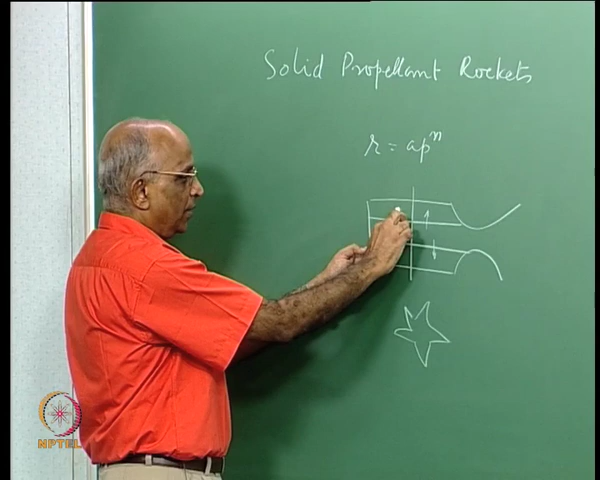 Solid Propellant Rockets
r = ap^n
NPTEL